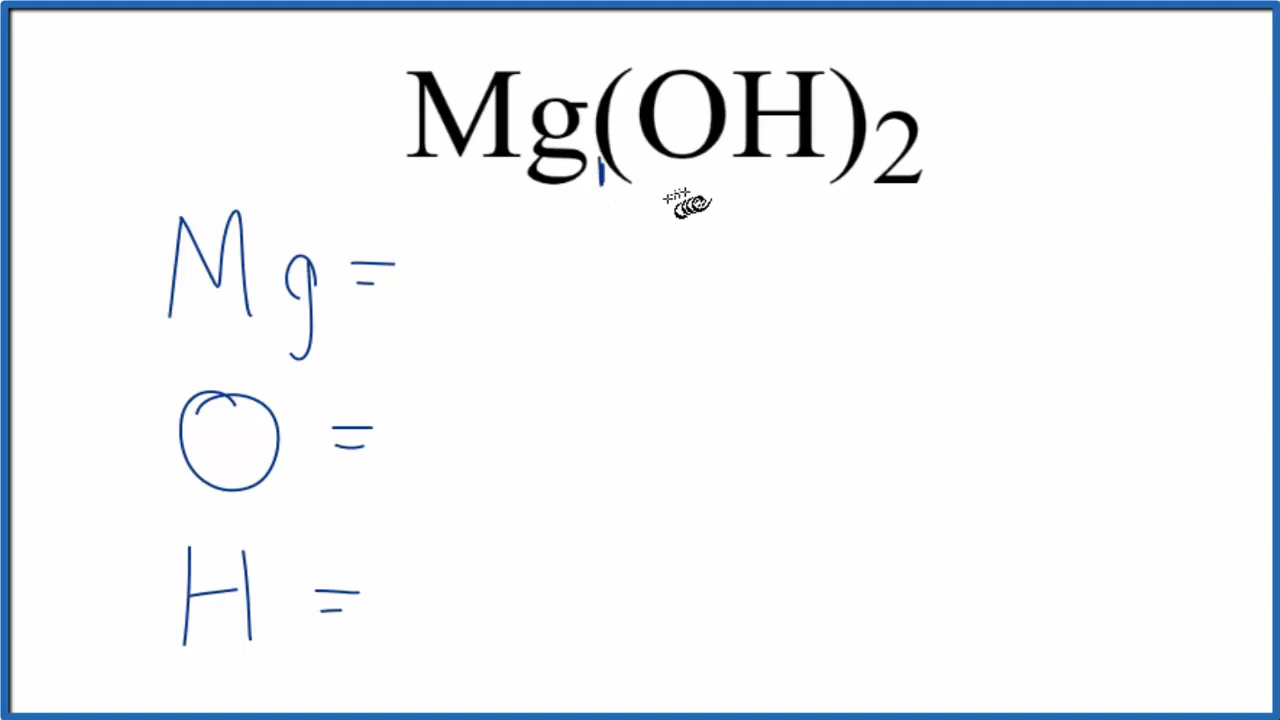 Mg(OH)₂
Mg =
O =
H =